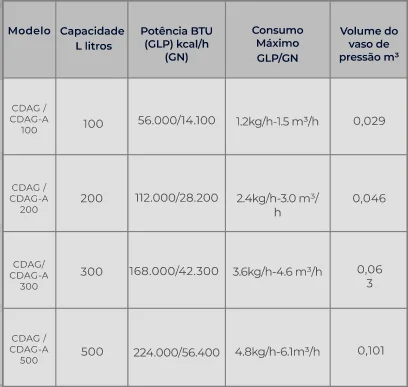 Modelo
Capacidade
L litros
Potência BTU
(GLP) kcal/h
(GN)
Consumo
Máximo
GLP/GN
Volume do
vaso de
pressão m³
CDAG /
CDAG-A
100
100
56.000/14.100
1.2kg/h-1.5 m³/h
0,029
CDAG /
CDAG-A
200
200
112.000/28.200
2.4kg/h-3.0 m³/
h
0,046
CDAG/
CDAG-A
300
300
168.000/42.300
3.6kg/h-4.6 m³/h
0,06
3
CDAG /
CDAG-A
500
500
224.000/56.400
4.8kg/h-6.1m³/h
0,101